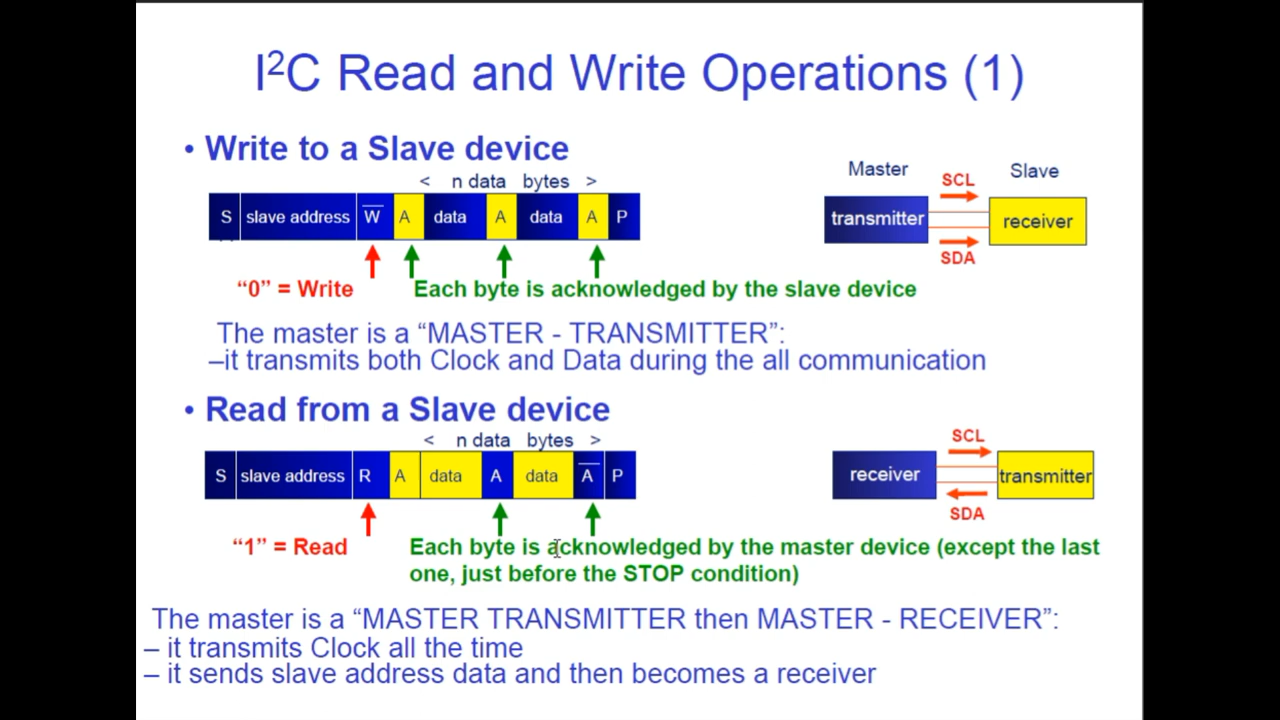 I²C Read and Write Operations (1)
• Write to a Slave device
< n data bytes >
S slave address W̅ A data A data A P
"0" = Write
Each byte is acknowledged by the slave device
Master Slave
SCL
transmitter receiver
SDA
The master is a “MASTER - TRANSMITTER”:
–it transmits both Clock and Data during the all communication
• Read from a Slave device
< n data bytes >
S slave address R A data A data A̅ P
“1” = Read
Each byte is acknowledged by the master device (except the last
one, just before the STOP condition)
SCL
receiver transmitter
SDA
The master is a “MASTER TRANSMITTER then MASTER - RECEIVER”:
– it transmits Clock all the time
– it sends slave address data and then becomes a receiver